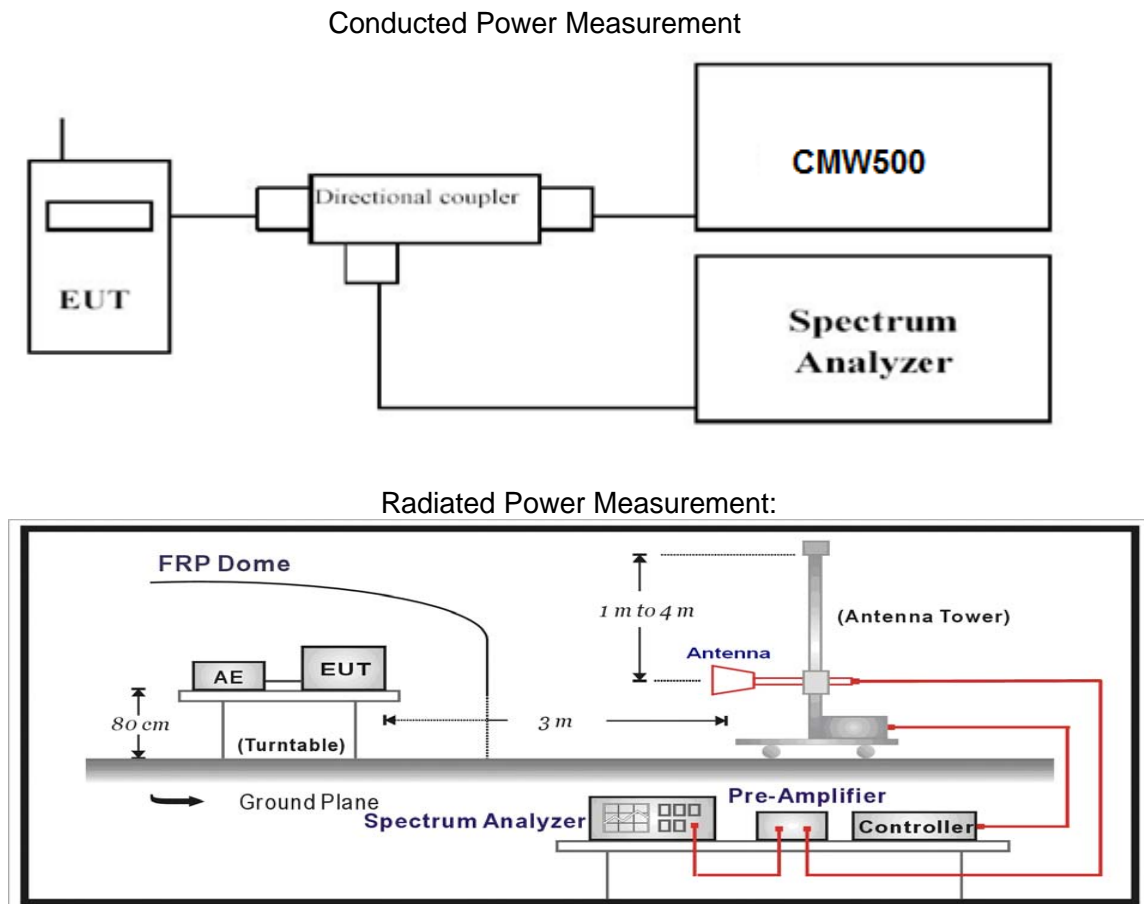 Conducted Power Measurement
CMW500
Directional coupler
EUT
Spectrum
Analyzer
Radiated Power Measurement:
FRP Dome
1 m to 4 m
(Antenna Tower)
Antenna
AE
EUT
80 cm
3 m
(Turntable)
Ground Plane
Pre-Amplifier
Spectrum Analyzer
Controller